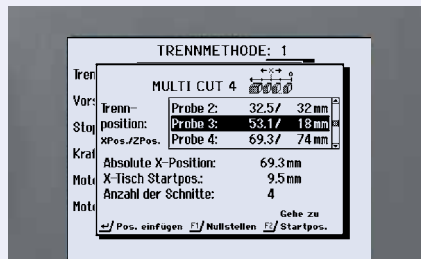 TRENNMETHODE: 1
Tren
MULTI CUT 4
Vors
Trenn-
position:
XPos./ZPos.
Probe 2: 32.5/ 32 mm
Probe 3: 53.1/ 18 mm
Probe 4: 69.3/ 74 mm
Stop
Kraf
Absolute X-Position: 69.3 mm
Moto
X-Tisch Startpos.: 9.5 mm
Anzahl der Schnitte: 4
Moto
Gehe zu
Pos. einfügen F1/ Nullstellen F2/ Startpos.